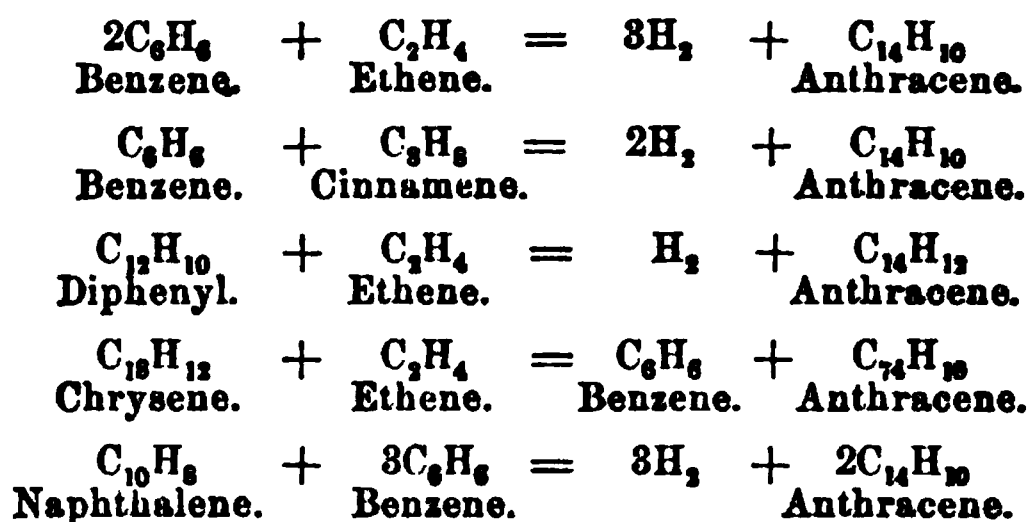 2C₆H₆ + C₂H₄ = 3H₂ + C₁₄H₁₀
Benzene. Ethene. Anthracene.
C₆H₆ + C₈H₈ = 2H₂ + C₁₄H₁₀
Benzene. Cinnamene. Anthracene.
C₁₂H₁₀ + C₂H₄ = H₂ + C₁₄H₁₂
Diphenyl. Ethene. Anthracene.
C₁₈H₁₂ + C₂H₄ = C₆H₆ + C₇₄H₁₀
Chrysene. Ethene. Benzene. Anthracene.
C₁₀H₈ + 3C₆H₆ = 3H₂ + 2C₁₄H₁₀
Naphthalene. Benzene. Anthracene.